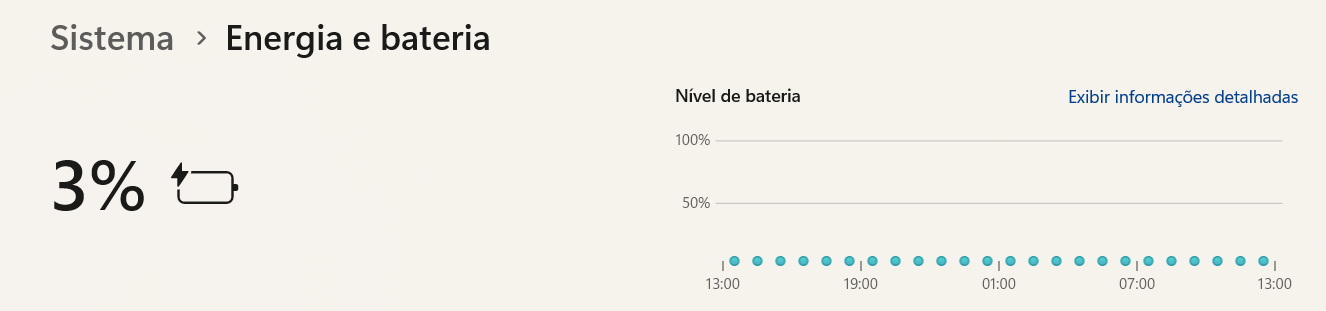 Sistema > Energia e bateria
Nível de bateria
Exibir informações detalhadas
100%
3%
50%
13:00 19:00 01:00 07:00 13:00